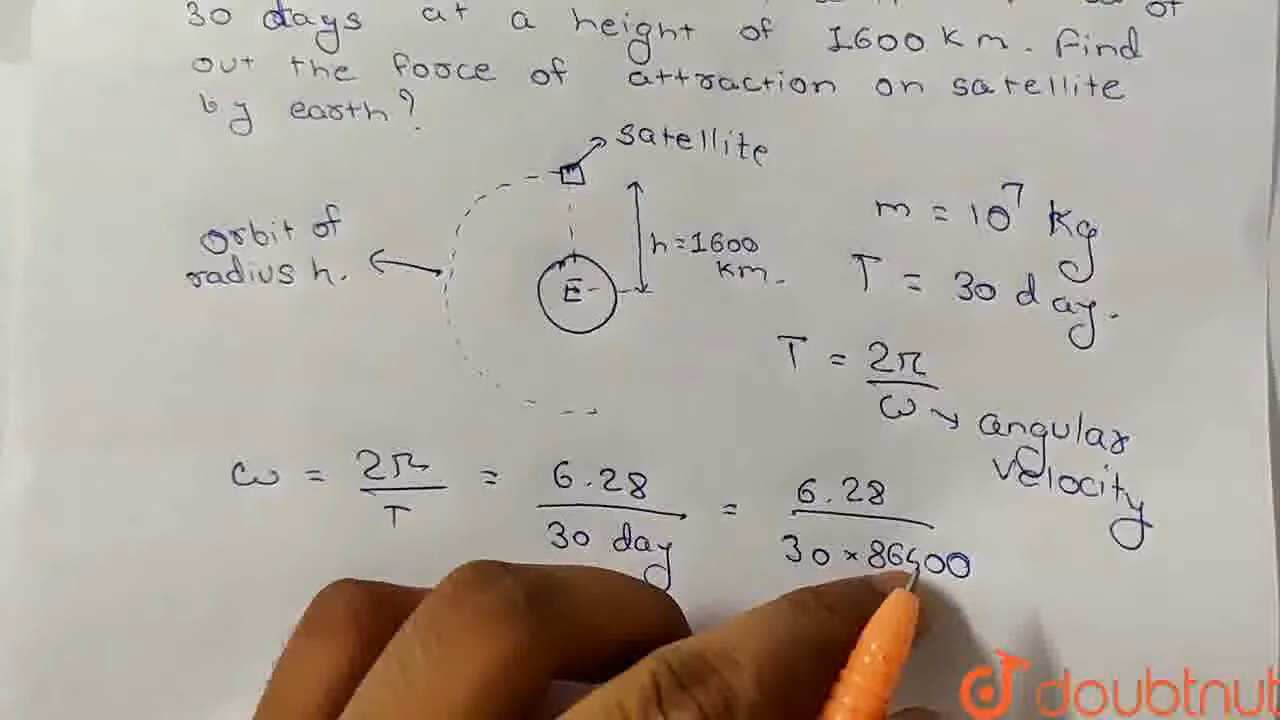 30 days at a height of 1600 km. Find
out the force of attraction on satellite
by earth?
satellite
orbit of
radius h.
h = 1600
km.
E
m = 10⁷ kg
T = 30 day.
T = 2π/ω → angular
velocity
ω = 2π/T = 6.28/30 day = 6.28/30 × 86400
doubtnut